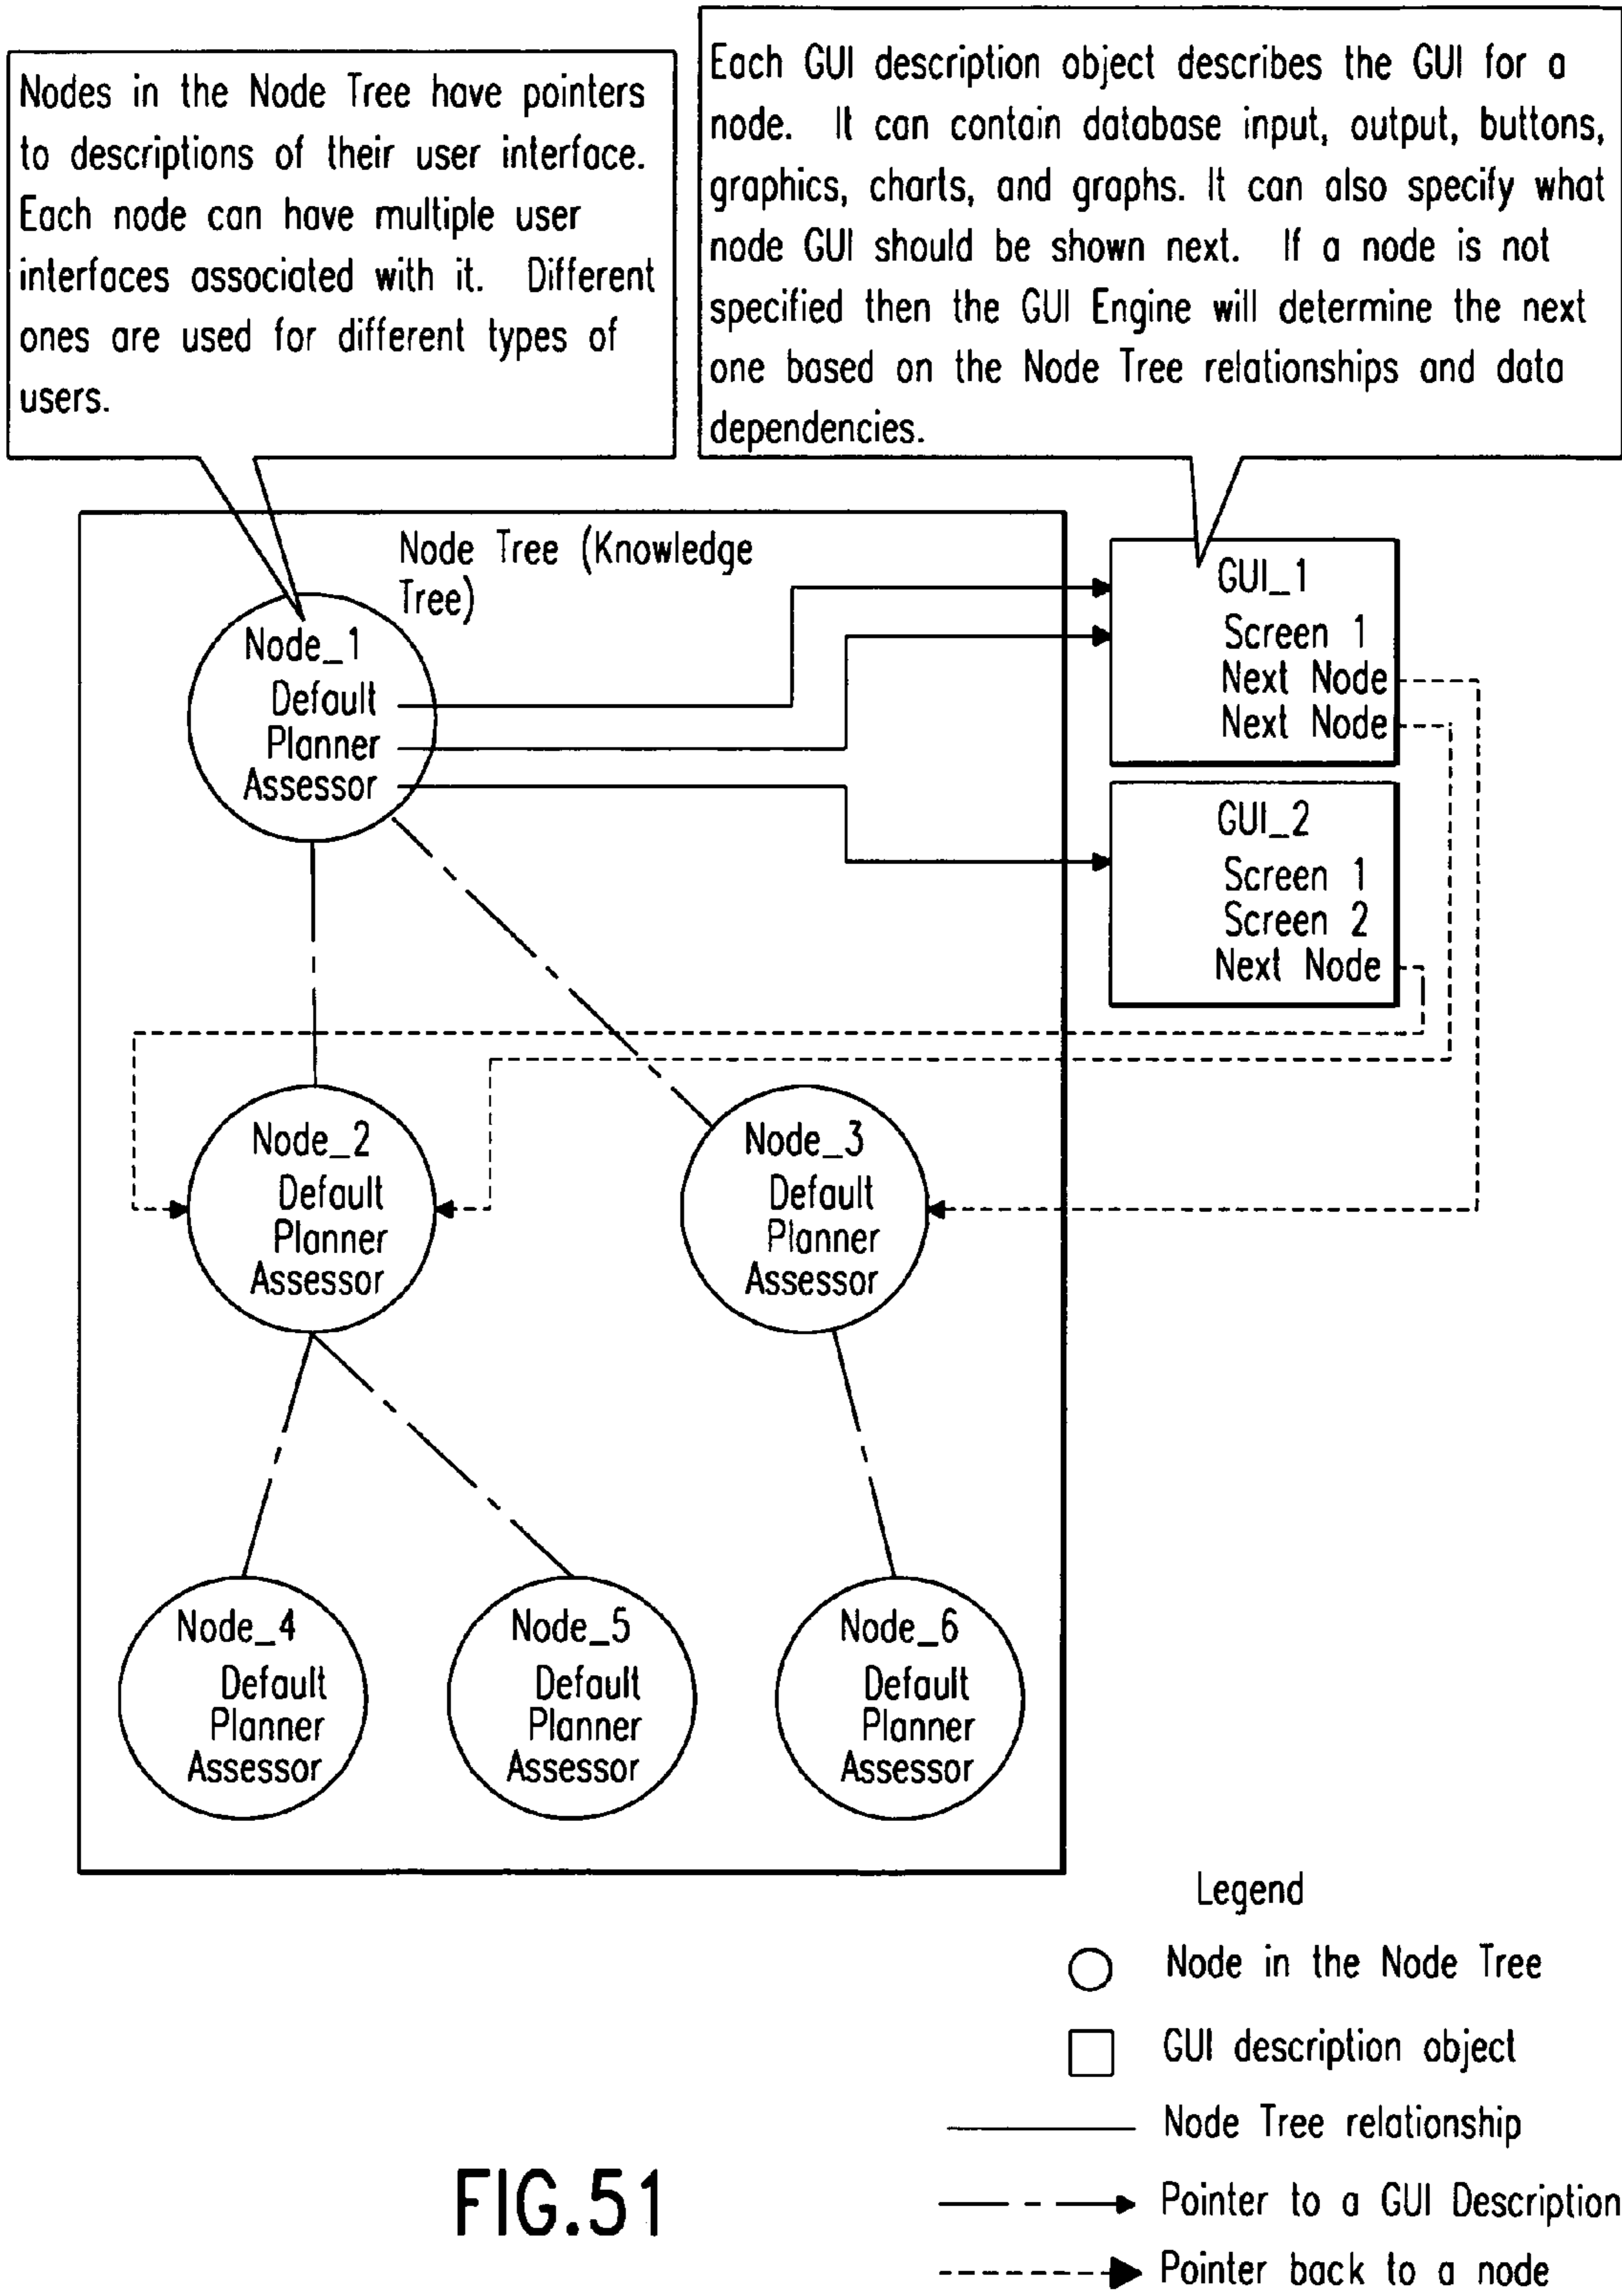 Nodes in the Node Tree have pointers
to descriptions of their user interface.
Each node can have multiple user
interfaces associated with it. Different
ones are used for different types of
users.
Each GUI description object describes the GUI for a
node. It can contain database input, output, buttons,
graphics, charts, and graphs. It can also specify what
node GUI should be shown next. If a node is not
specified then the GUI Engine will determine the next
one based on the Node Tree relationships and data
dependencies.
Node Tree (Knowledge
Tree)
Node_1
Default
Planner
Assessor
GUI_1
Screen 1
Next Node
Next Node
GUI_2
Screen 1
Screen 2
Next Node
Node_2
Default
Planner
Assessor
Node_3
Default
Planner
Assessor
Node_4
Default
Planner
Assessor
Node_5
Default
Planner
Assessor
Node_6
Default
Planner
Assessor
Legend
Node in the Node Tree
GUI description object
Node Tree relationship
Pointer to a GUI Description
Pointer back to a node
FIG.51